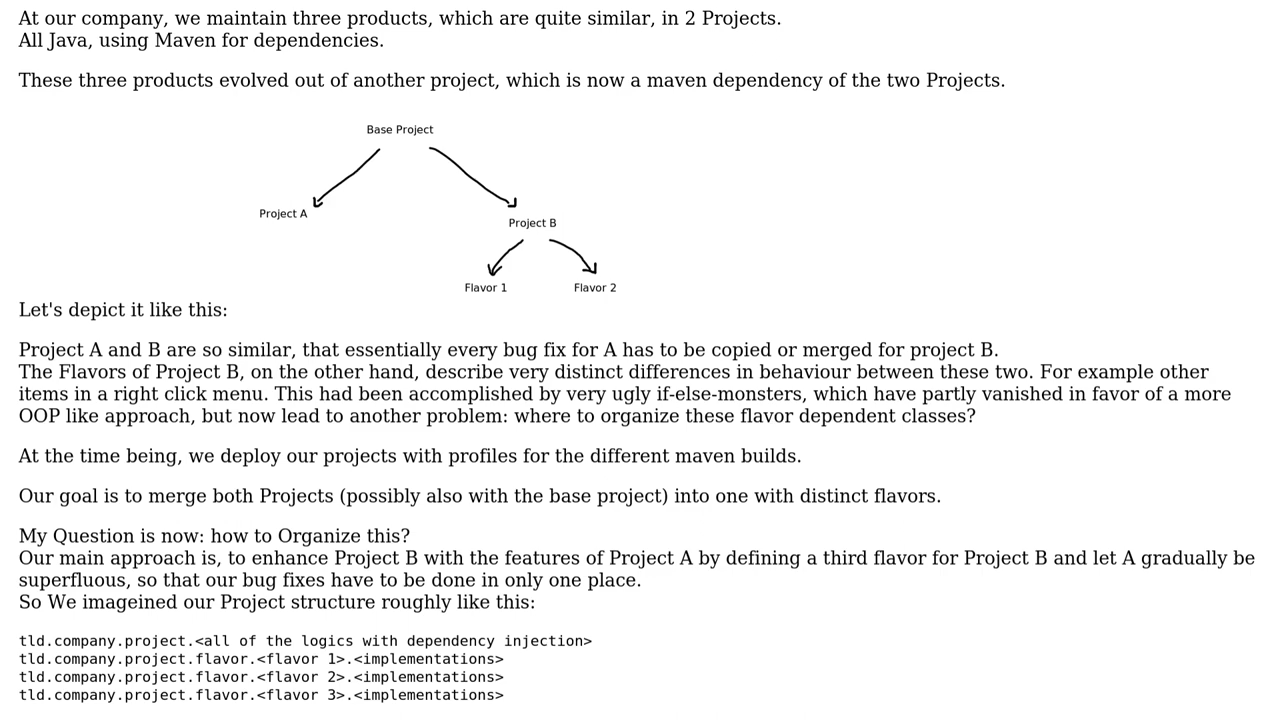 At our company, we maintain three products, which are quite similar, in 2 Projects.
All Java, using Maven for dependencies.
These three products evolved out of another project, which is now a maven dependency of the two Projects.
Base Project
Project A
Project B
Flavor 1
Flavor 2
Let's depict it like this:
Project A and B are so similar, that essentially every bug fix for A has to be copied or merged for project B.
The Flavors of Project B, on the other hand, describe very distinct differences in behaviour between these two. For example other
items in a right click menu. This had been accomplished by very ugly if-else-monsters, which have partly vanished in favor of a more
OOP like approach, but now lead to another problem: where to organize these flavor dependent classes?
At the time being, we deploy our projects with profiles for the different maven builds.
Our goal is to merge both Projects (possibly also with the base project) into one with distinct flavors.
My Question is now: how to Organize this?
Our main approach is, to enhance Project B with the features of Project A by defining a third flavor for Project B and let A gradually be
superfluous, so that our bug fixes have to be done in only one place.
So We imageined our Project structure roughly like this:
tld.company.project.<all of the logics with dependency injection>
tld.company.project.flavor.<flavor 1>.<implementations>
tld.company.project.flavor.<flavor 2>.<implementations>
tld.company.project.flavor.<flavor 3>.<implementations>